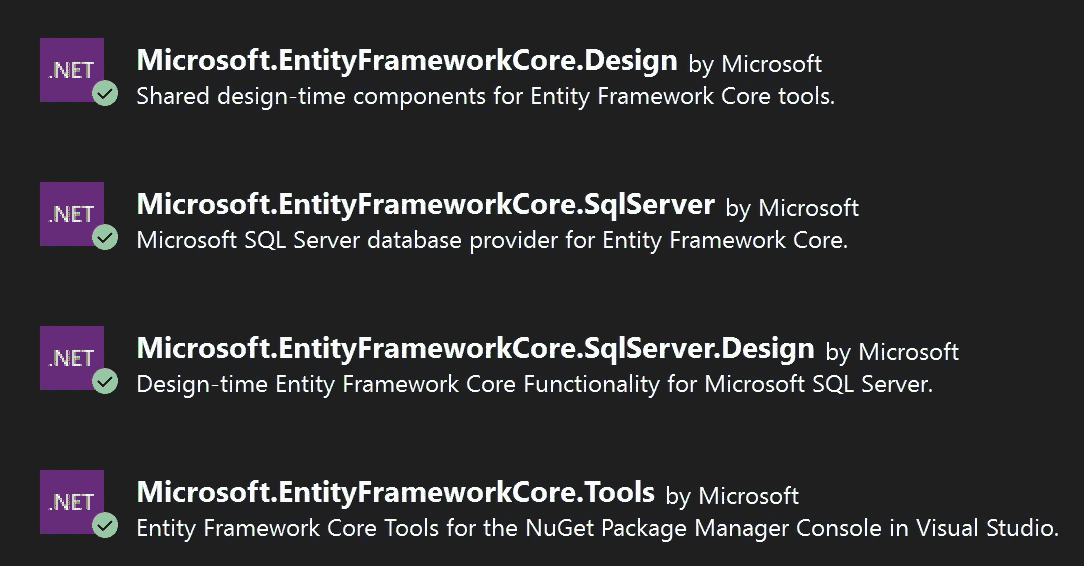 .NET
Microsoft.EntityFrameworkCore.Design by Microsoft
Shared design-time components for Entity Framework Core tools.
.NET
Microsoft.EntityFrameworkCore.SqlServer by Microsoft
Microsoft SQL Server database provider for Entity Framework Core.
.NET
Microsoft.EntityFrameworkCore.SqlServer.Design by Microsoft
Design-time Entity Framework Core Functionality for Microsoft SQL Server.
.NET
Microsoft.EntityFrameworkCore.Tools by Microsoft
Entity Framework Core Tools for the NuGet Package Manager Console in Visual Studio.